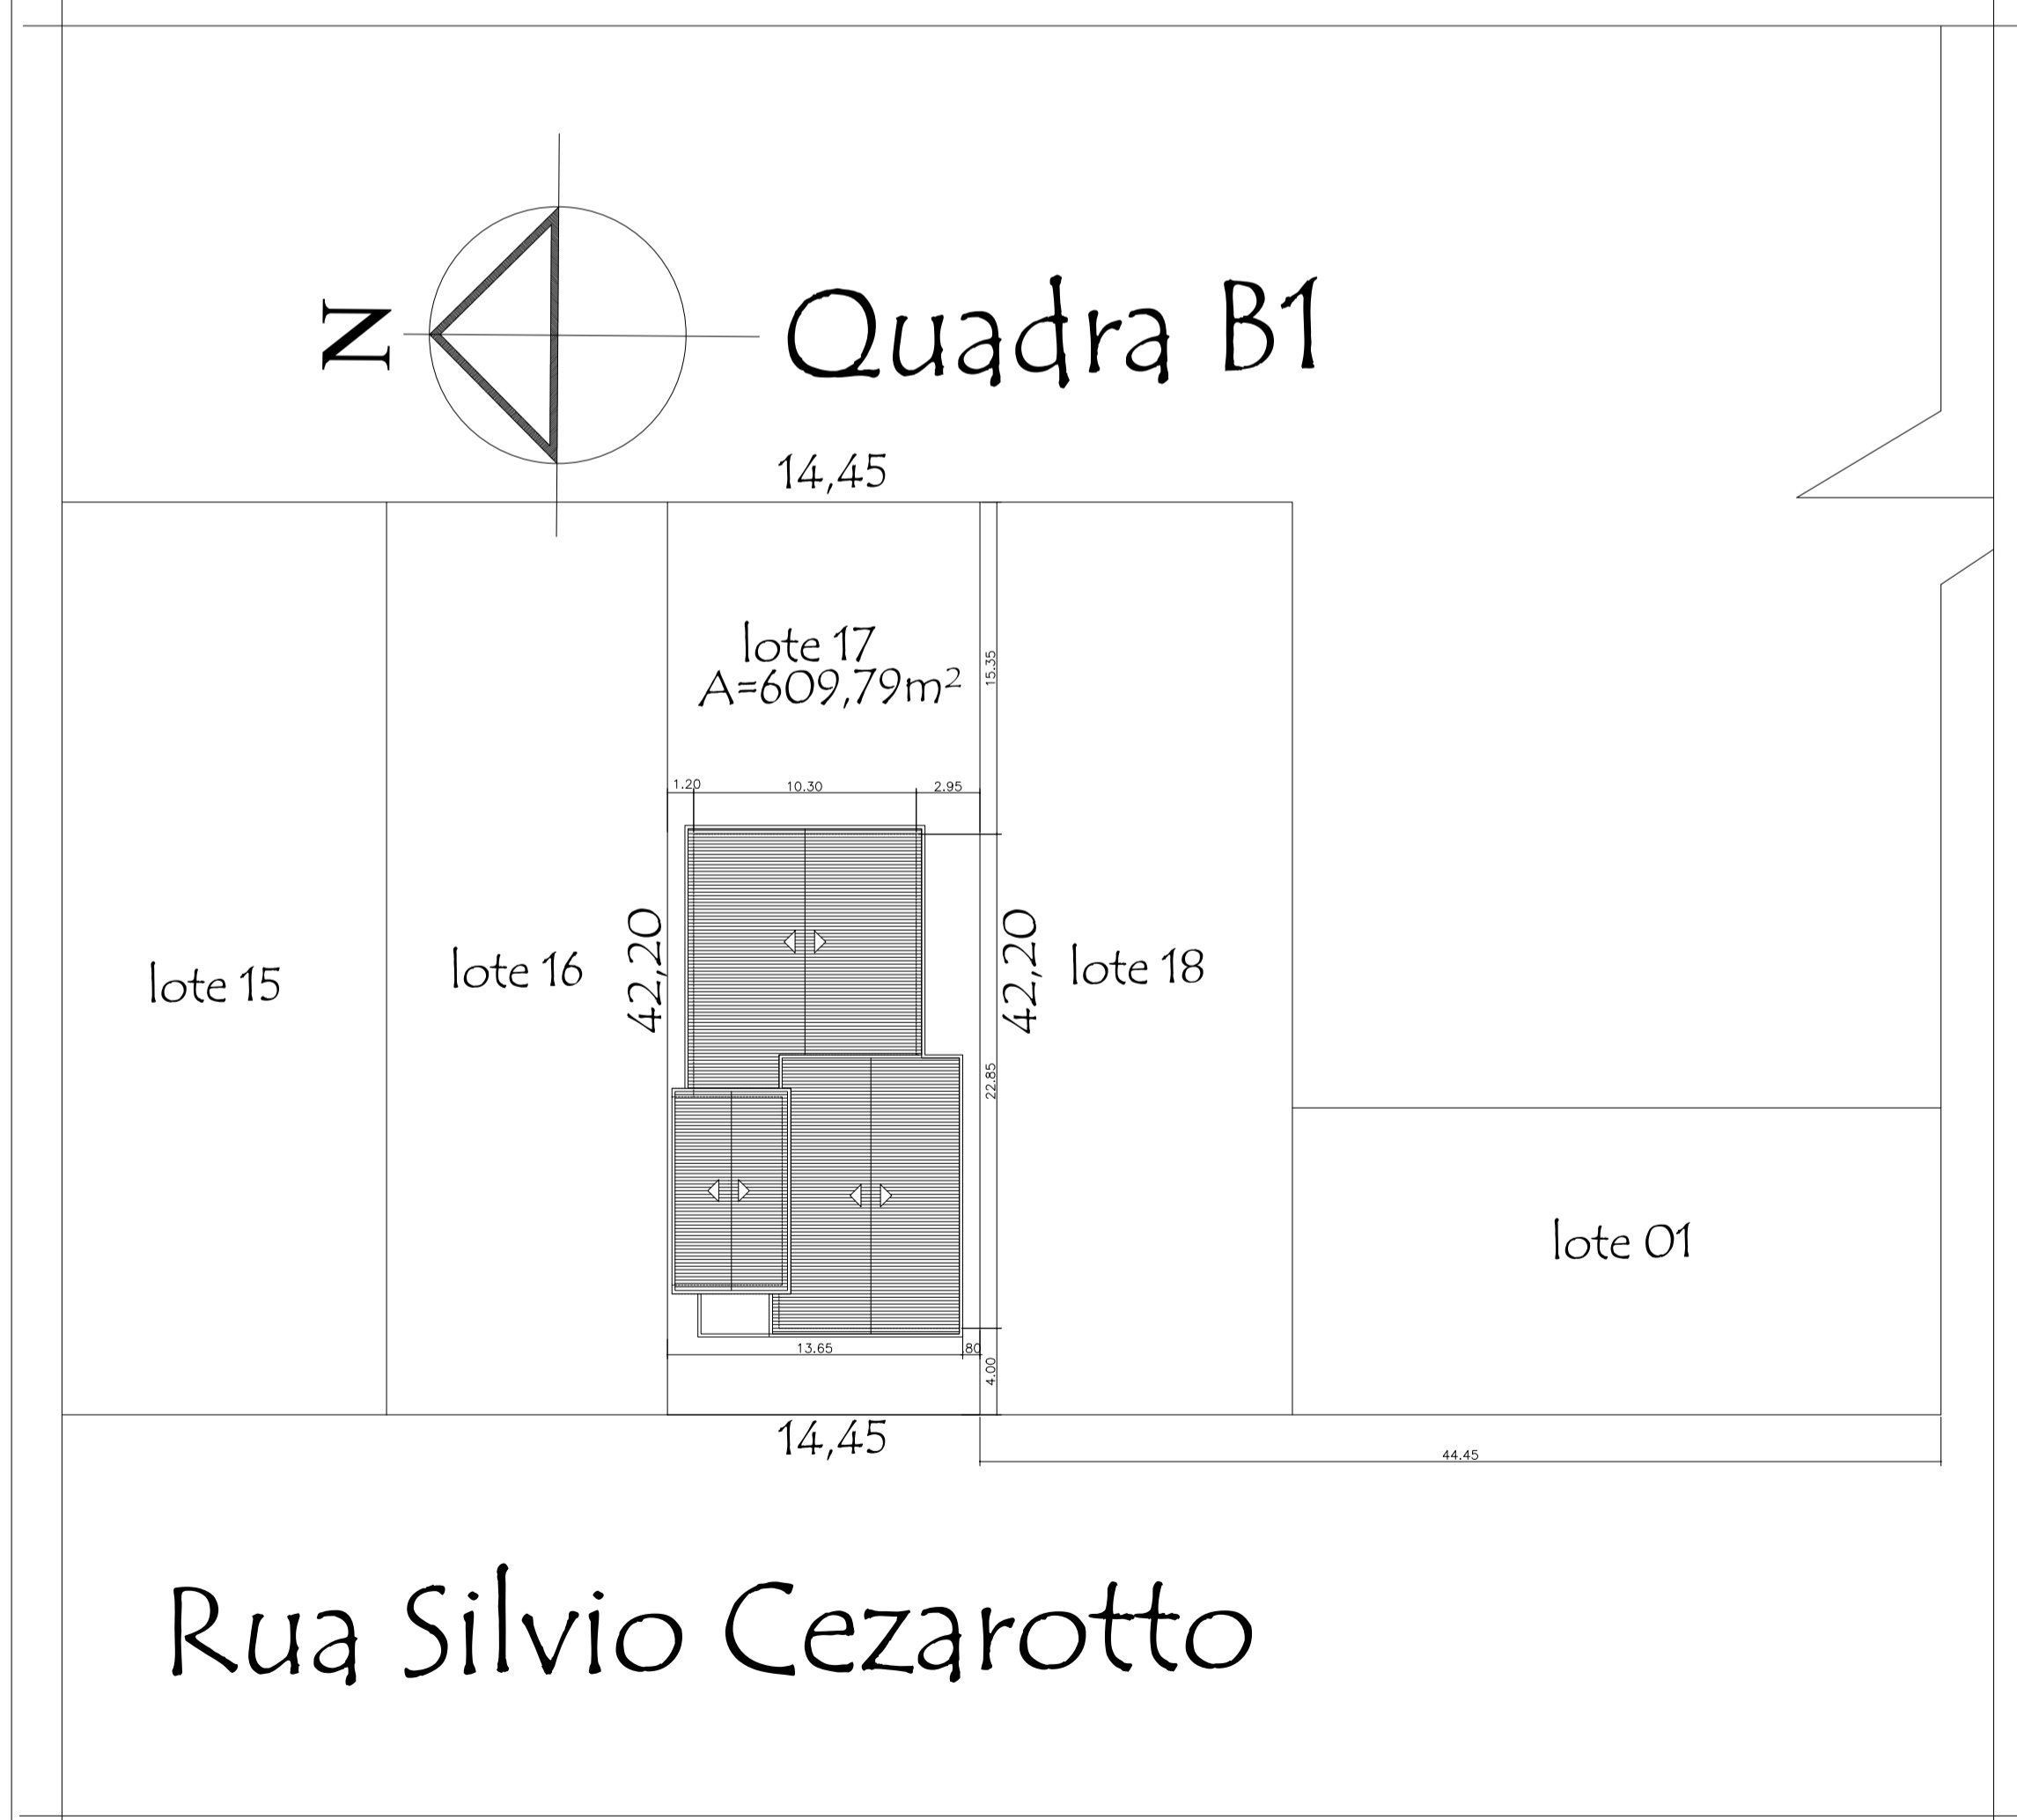 N
Quadra B1
14,45
lote 17
A=609,79m²
15.35
1.20
10.30
2.95
42,20
42,20
lote 15
lote 16
lote 18
22.85
lote 01
13.65
.80
4.00
14,45
44.45
Rua Silvio Cezarotto